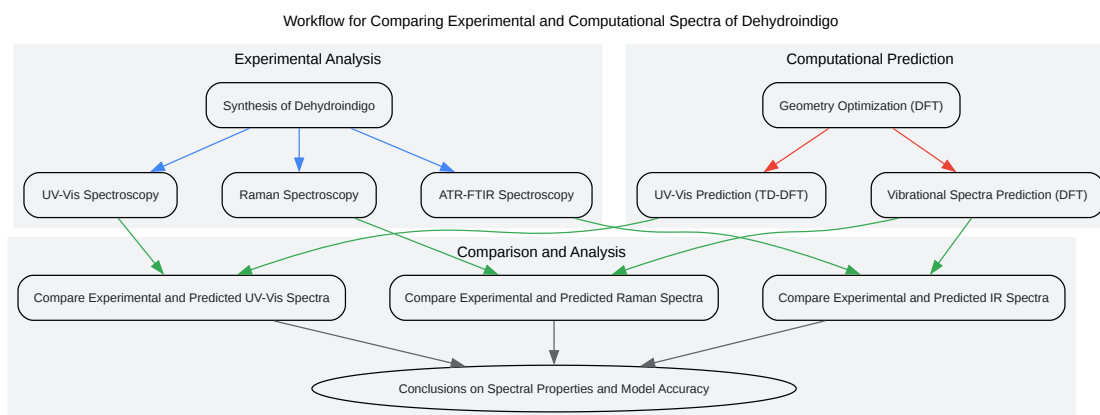 Workflow for Comparing Experimental and Computational Spectra of Dehydroindigo
Experimental Analysis
Computational Prediction
Synthesis of Dehydroindigo
Geometry Optimization (DFT)
UV-Vis Spectroscopy
Raman Spectroscopy
ATR-FTIR Spectroscopy
UV-Vis Prediction (TD-DFT)
Vibrational Spectra Prediction (DFT)
Comparison and Analysis
Compare Experimental and Predicted UV-Vis Spectra
Compare Experimental and Predicted Raman Spectra
Compare Experimental and Predicted IR Spectra
Conclusions on Spectral Properties and Model Accuracy